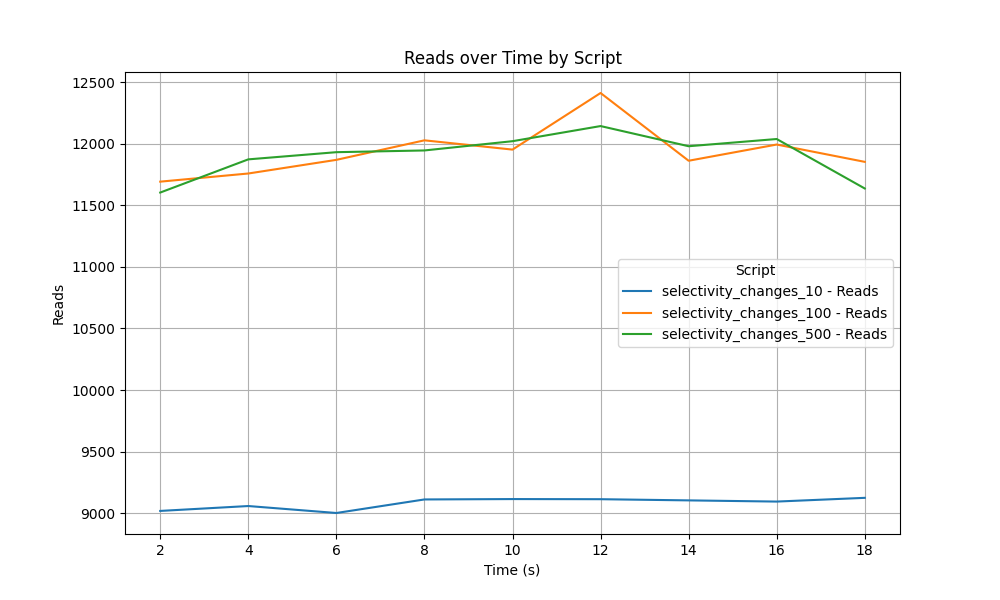 Reads over Time by Script
12500
12000
11500
11000
10500
10000
9500
9000
Reads
Script
selectivity_changes_10 - Reads
selectivity_changes_100 - Reads
selectivity_changes_500 - Reads
2 4 6 8 10 12 14 16 18
Time (s)